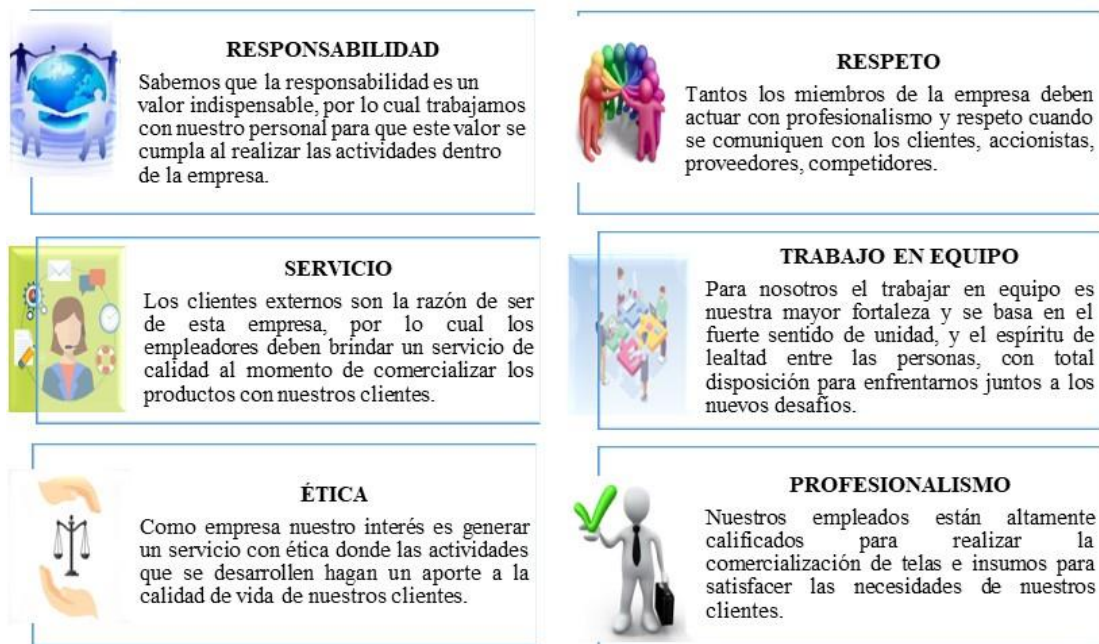 RESPONSABILIDAD
Sabemos que la responsabilidad es un
valor indispensable, por lo cual trabajamos
con nuestro personal para que este valor se
cumpla al realizar las actividades dentro
de la empresa.
RESPETO
Tantos los miembros de la empresa deben
actuar con profesionalismo y respeto cuando
se comuniquen con los clientes, accionistas,
proveedores, competidores.
SERVICIO
Los clientes externos son la razón de ser
de esta empresa, por lo cual los
empleadores deben brindar un servicio de
calidad al momento de comercializar los
productos con nuestros clientes.
TRABAJO EN EQUIPO
Para nosotros el trabajar en equipo es
nuestra mayor fortaleza y se basa en el
fuerte sentido de unidad, y el espíritu de
lealtad entre las personas, con total
disposición para enfrentarnos juntos a los
nuevos desafíos.
ÉTICA
Como empresa nuestro interés es generar
un servicio con ética donde las actividades
que se desarrollen hagan un aporte a la
calidad de vida de nuestros clientes.
PROFESIONALISMO
Nuestros empleados están altamente
calificados para realizar la
comercialización de telas e insumos para
satisfacer las necesidades de nuestros
clientes.